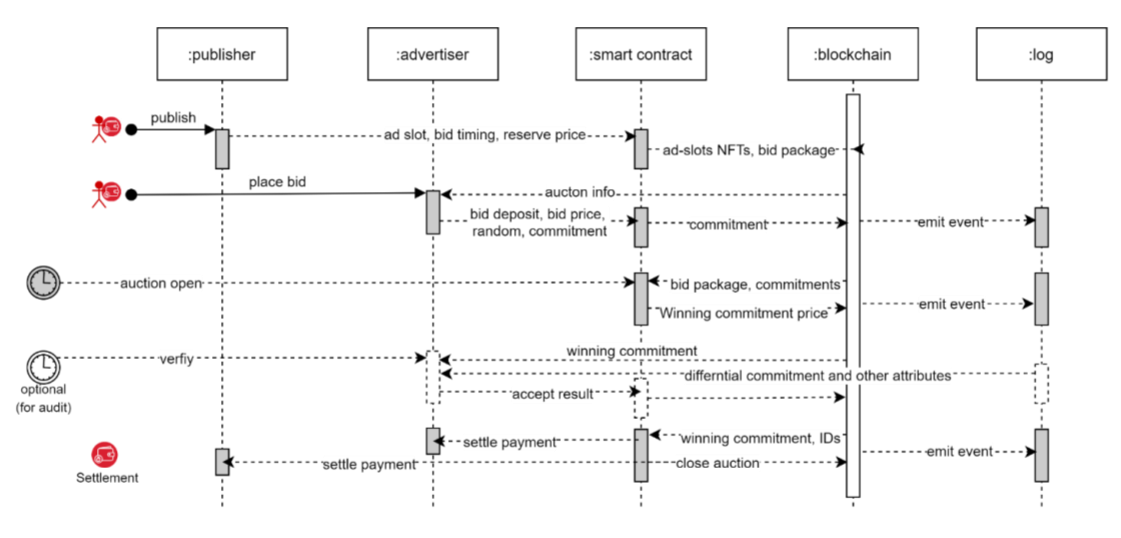 :publisher
:advertiser
:smart contract
:blockchain
:log
publish
ad slot, bid timing, reserve price
ad-slots NFTs, bid package
place bid
aucton info
bid deposit, bid price,
random, commitment
commitment
emit event
auction open
bid package, commitments
Winning commitment price
emit event
verfiy
winning commitment
differntial commitment and other attributes
optional
(for audit)
accept result
winning commitment, IDs
settle payment
emit event
settle payment
close auction
Settlement